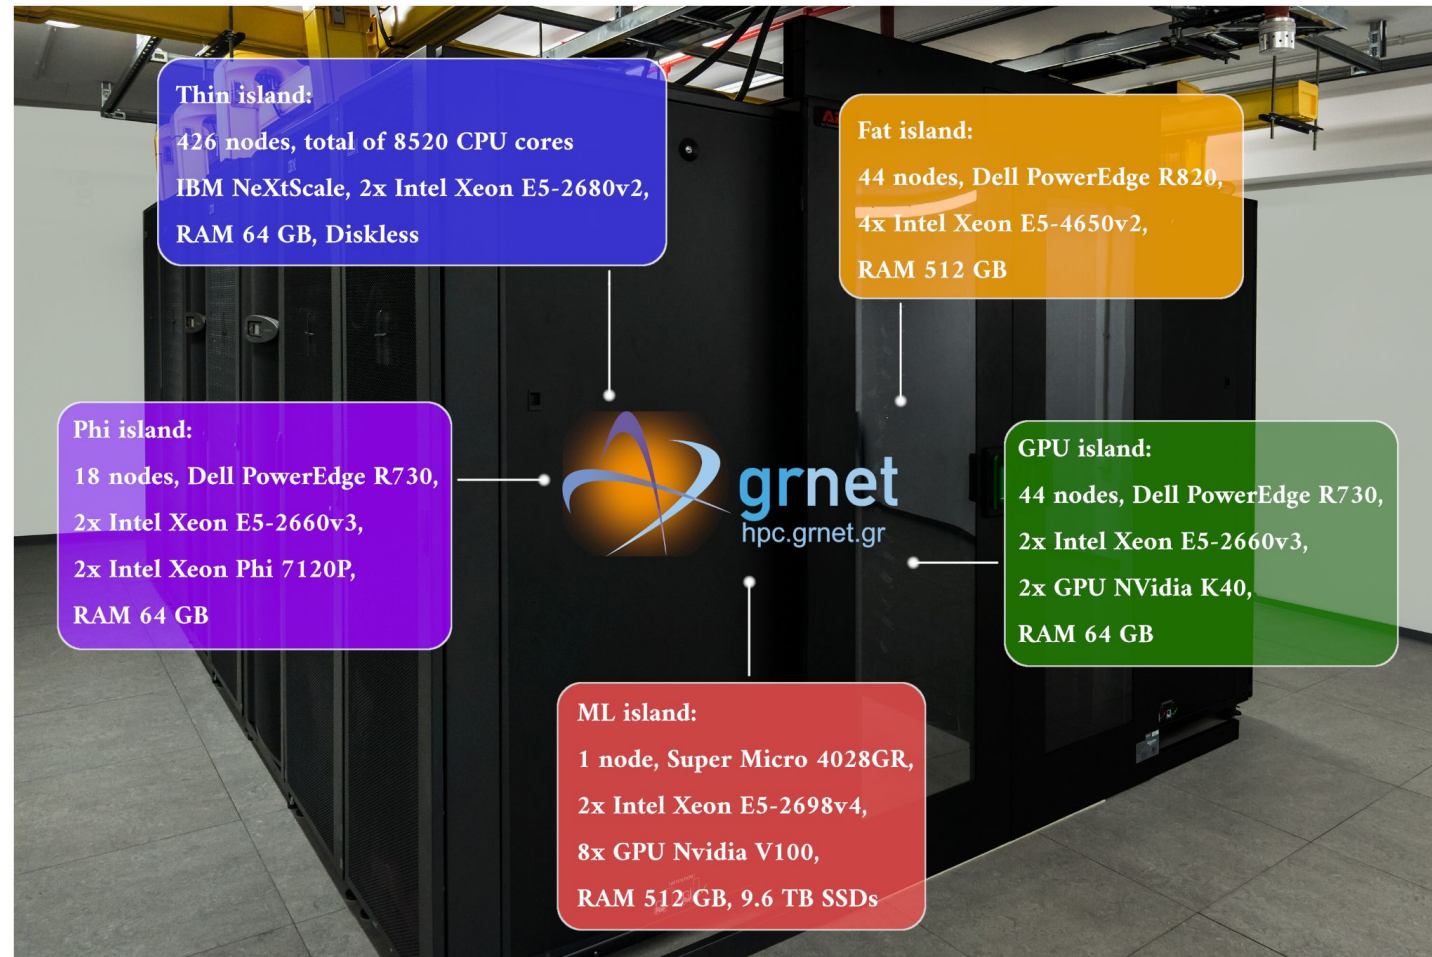 Thin island:
426 nodes, total of 8520 CPU cores
IBM NeXtScale, 2x Intel Xeon E5-2680v2,
RAM 64 GB, Diskless
Fat island:
44 nodes, Dell PowerEdge R820,
4x Intel Xeon E5-4650v2,
RAM 512 GB
Phi island:
18 nodes, Dell PowerEdge R730,
2x Intel Xeon E5-2660v3,
2x Intel Xeon Phi 7120P,
RAM 64 GB
grnet
hpc.grnet.gr
GPU island:
44 nodes, Dell PowerEdge R730,
2x Intel Xeon E5-2660v3,
2x GPU NVidia K40,
RAM 64 GB
ML island:
1 node, Super Micro 4028GR,
2x Intel Xeon E5-2698v4,
8x GPU Nvidia V100,
RAM 512 GB, 9.6 TB SSDs